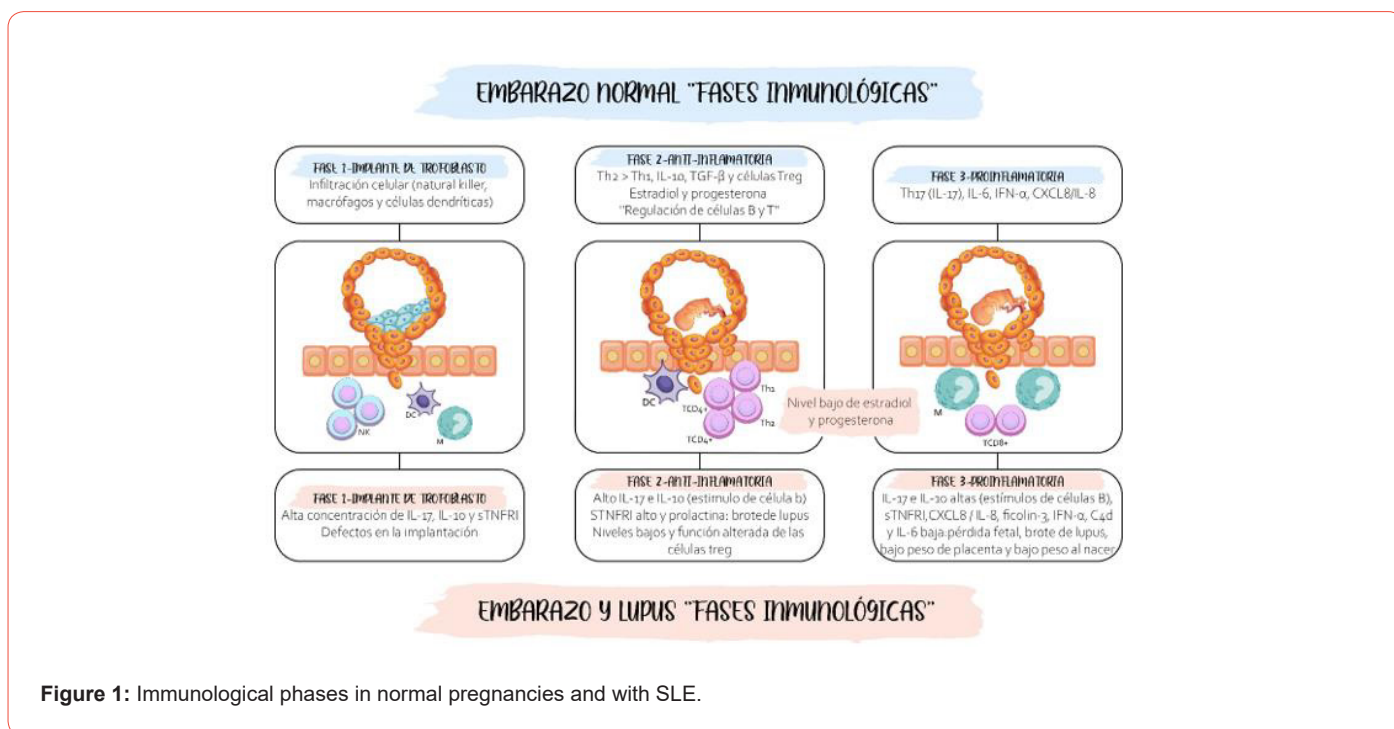 EMBARAZO NORMAL "FASES INMUNOLÓGICAS"
FASE 1-IMPLANTE DE TROFOBLASTO
Infiltración celular (natural killer,
macrófagos y células dendríticas)
FASE 2-ANTI-INFLAMATORIA
Th2 > Th1, IL-10, TGF-β y células Treg
Estradiol y progesterona
"Regulación de células B y T"
FASE 3-PROINFLAMATORIA
Th17 (IL-17), IL-6, IFN-α, CXCL8/IL-8
NK
DC
M
DC
TCD4+
TCD4+
Th1
Th2
Nivel bajo de estradiol
y progesterona
M
TCD8+
FASE 1-IMPLANTE DE TROFOBLASTO
Alta concentración de IL-17, IL-10 y sTNFRI
Defectos en la implantación
FASE 2-ANTI-INFLAMATORIA
Alto IL-17 e IL-10 (estimulo de célula b)
STNFRI alto y prolactina: brotede lupus
Niveles bajos y función alterada de las
células treg
FASE 3-PROINFLAMATORIA
IL-17 e IL-10 altas (estímulos de células B),
sTNFRI,CXCL8 / IL-8, ficolin-3, IFN-α, C4d
y IL-6 baja:pérdida fetal, brote de lupus,
bajo peso de placenta y bajo peso al nacer
EMBARAZO Y LUPUS "FASES INMUNOLÓGICAS"
Figure 1: Immunological phases in normal pregnancies and with SLE.